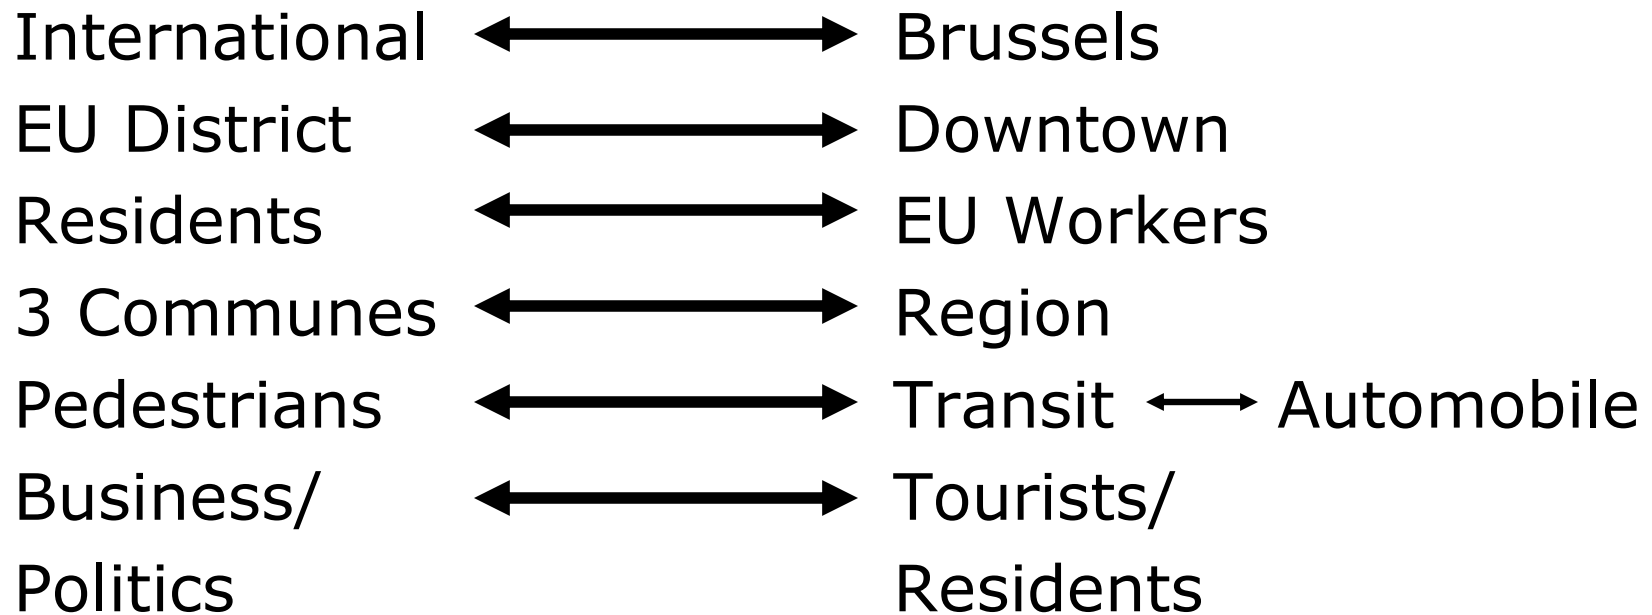 International Brussels
EU District Downtown
Residents EU Workers
3 Communes Region
Pedestrians Transit Automobile
Business/ Tourists/
Politics Residents